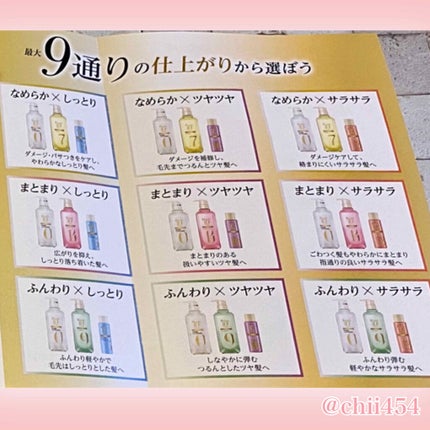 最大9通りの仕上がりから選ぼう
なめらか×しっとり
ダメージ・パサつきをケアし、
やわらかなしっとり髪へ
なめらか×ツヤツヤ
ダメージを補修し、
毛先までつるんとツヤ髪へ
なめらか×サラサラ
ダメージケアして、
絡まりにくいサラサラ髪へ
まとまり×しっとり
広がりを抑え、
しっとり落ち着いた髪へ
まとまり×ツヤツヤ
まとまりのある
扱いやすいツヤ髪へ
まとまり×サラサラ
ごわつく髪もやわらかにまとまり
指通りの良いサラサラ髪へ
ふんわり×しっとり
ふんわり軽やかで
毛先はしっとりとした髪へ
ふんわり×ツヤツヤ
しなやかに弾む
つるんとしたツヤ髪へ
ふんわり×サラサラ
ふんわり弾む
軽やかなサラサラ髪へ
@chii454